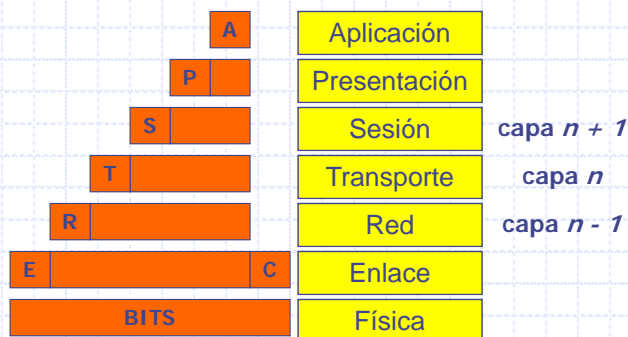 A Aplicación
P Presentación
S Sesión capa n + 1
T Transporte capa n
R Red capa n - 1
E C Enlace
BITS Física